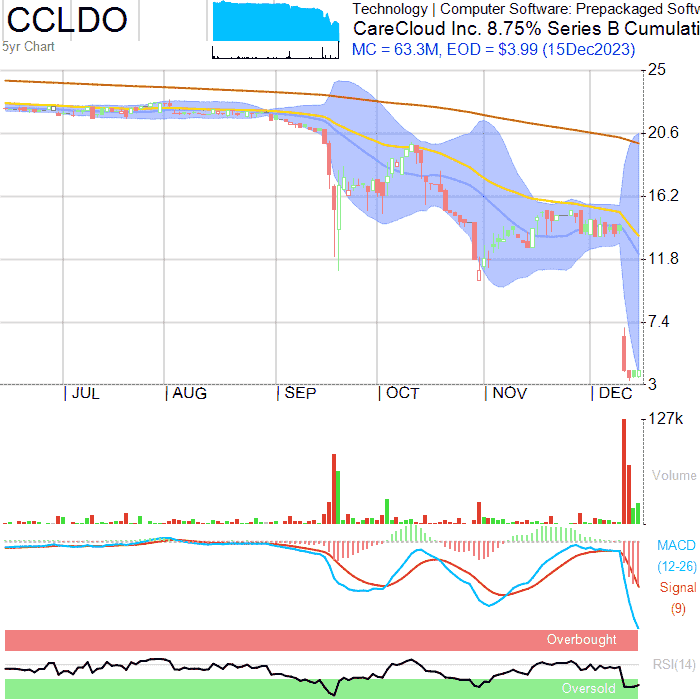 CCLDO
5yr Chart
Technology | Computer Software: Prepackaged Softw
CareCloud Inc. 8.75% Series B Cumulati
MC = 63.3M, EOD = $3.99 (15Dec2023)
25
20.6
16.2
11.8
7.4
3
JUL AUG SEP OCT NOV DEC
127k
Volume
MACD
(12-26)
Signal
(9)
Overbought
RSI(14)
Oversold